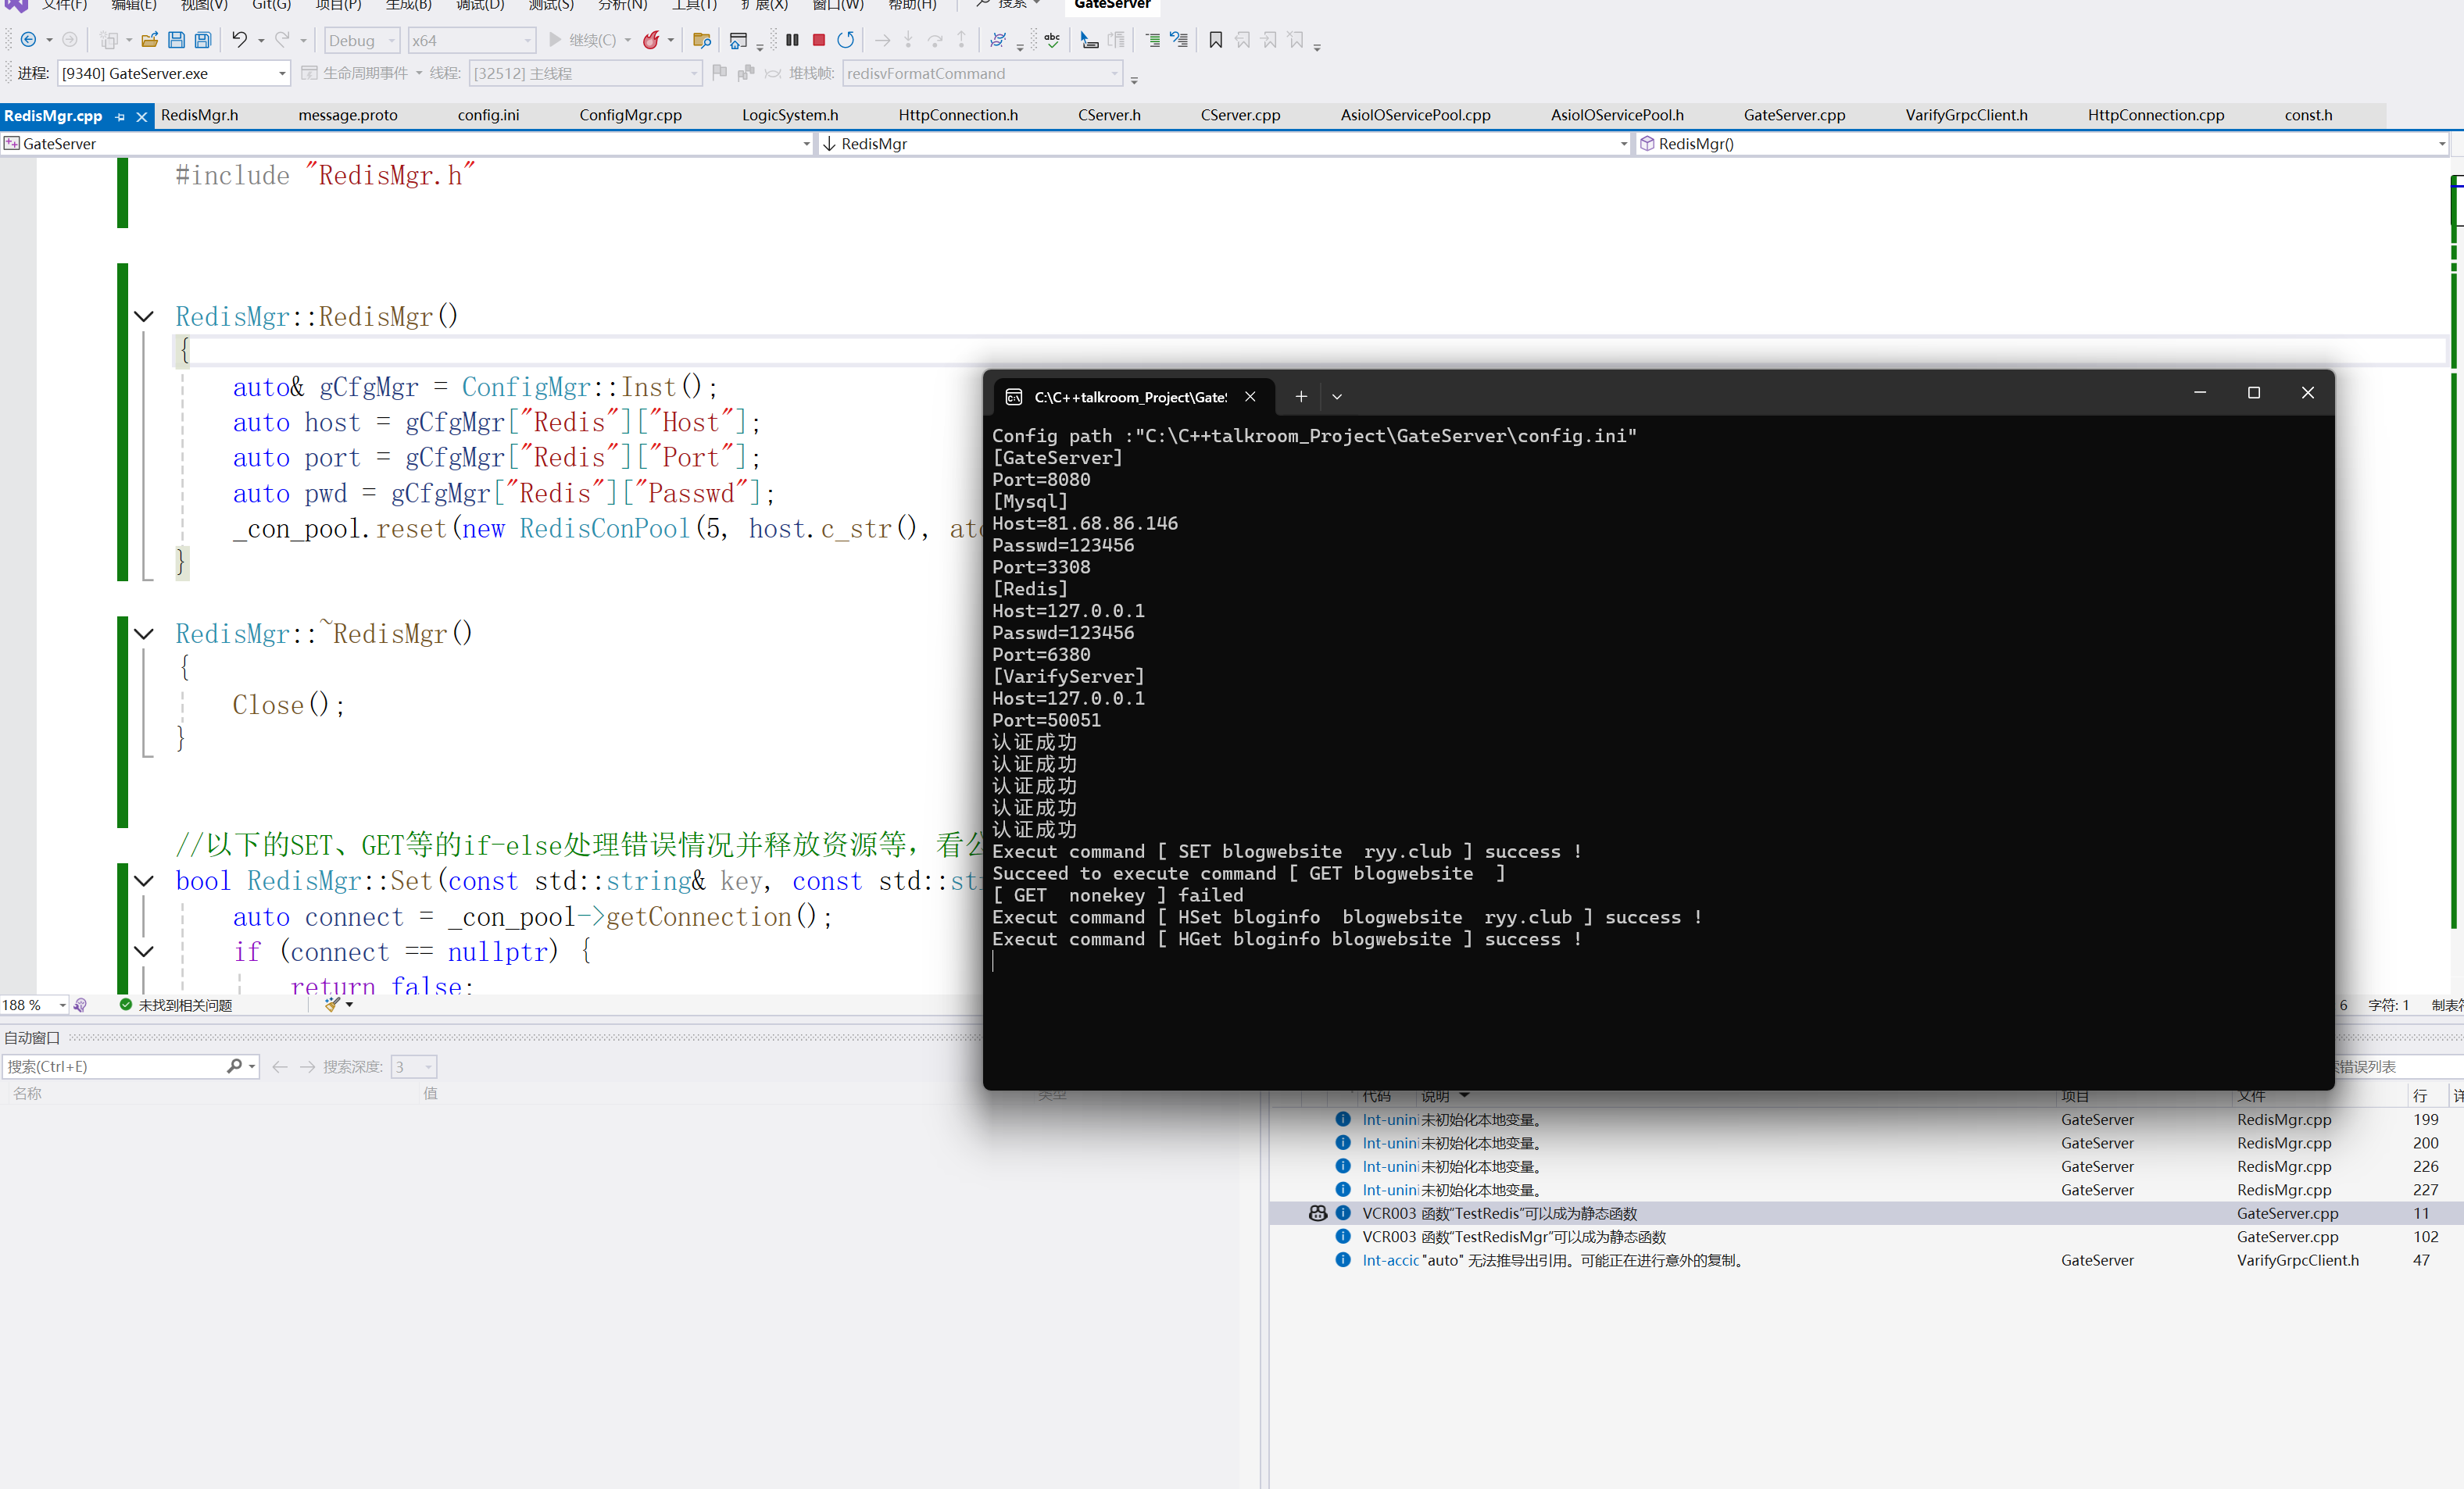 文件(F) 编辑(E) 视图(V) Git(G) 项目(P) 生成(B) 调试(D) 测试(S) 分析(N) 工具(T) 扩展(X) 窗口(W) 帮助(H) 搜索 GateServer
Debug x64 继续(C)
进程: [9340] GateServer.exe 生命周期事件 线程: [32512] 主线程 堆栈帧: redisvFormatCommand
RedisMgr.cpp RedisMgr.h message.proto config.ini ConfigMgr.cpp LogicSystem.h HttpConnection.h CServer.h CServer.cpp AsioIOServicePool.cpp AsioIOServicePool.h GateServer.cpp VarifyGrpcClient.h HttpConnection.cpp const.h
GateServer RedisMgr RedisMgr()
#include "RedisMgr.h"
RedisMgr::RedisMgr()
{
auto& gCfgMgr = ConfigMgr::Inst();
auto host = gCfgMgr["Redis"]["Host"];
auto port = gCfgMgr["Redis"]["Port"];
auto pwd = gCfgMgr["Redis"]["Passwd"];
_con_pool.reset(new RedisConPool(5, host.c_str(),
}
RedisMgr::~RedisMgr()
{
Close();
}
//以下的SET、GET等的if-else处理错误情况并释放资源等，看
bool RedisMgr::Set(const std::string& key, const
auto connect = _con_pool->getConnection();
if (connect == nullptr) {
return false;
C:\C++talkroom_Project\Gate
Config path :"C:\C++talkroom_Project\GateServer\config.ini"
[GateServer]
Port=8080
[Mysql]
Host=81.68.86.146
Passwd=123456
Port=3308
[Redis]
Host=127.0.0.1
Passwd=123456
Port=6380
[VarifyServer]
Host=127.0.0.1
Port=50051
认证成功
认证成功
认证成功
认证成功
认证成功
Execut command [ SET blogwebsite  ryy.club ] success !
Succeed to execute command [ GET blogwebsite  ]
[ GET  nonekey ] failed
Execut command [ HSet bloginfo  blogwebsite  ryy.club ] success !
Execut command [ HGet bloginfo blogwebsite ] success !
188 % 未找到相关问题 6 字符: 1
自动窗口
搜索(Ctrl+E) 搜索深度: 3 错误列表
名称 值 类型
代码 说明 项目 文件 行
Int-unini 未初始化本地变量。 GateServer RedisMgr.cpp 199
Int-unini 未初始化本地变量。 GateServer RedisMgr.cpp 200
Int-unini 未初始化本地变量。 GateServer RedisMgr.cpp 226
Int-unini 未初始化本地变量。 GateServer RedisMgr.cpp 227
VCR003 函数“TestRedis”可以成为静态函数 GateServer.cpp 11
VCR003 函数“TestRedisMgr”可以成为静态函数 GateServer.cpp 102
Int-accic "auto" 无法推导出引用。可能正在进行意外的复制。 GateServer VarifyGrpcClient.h 47